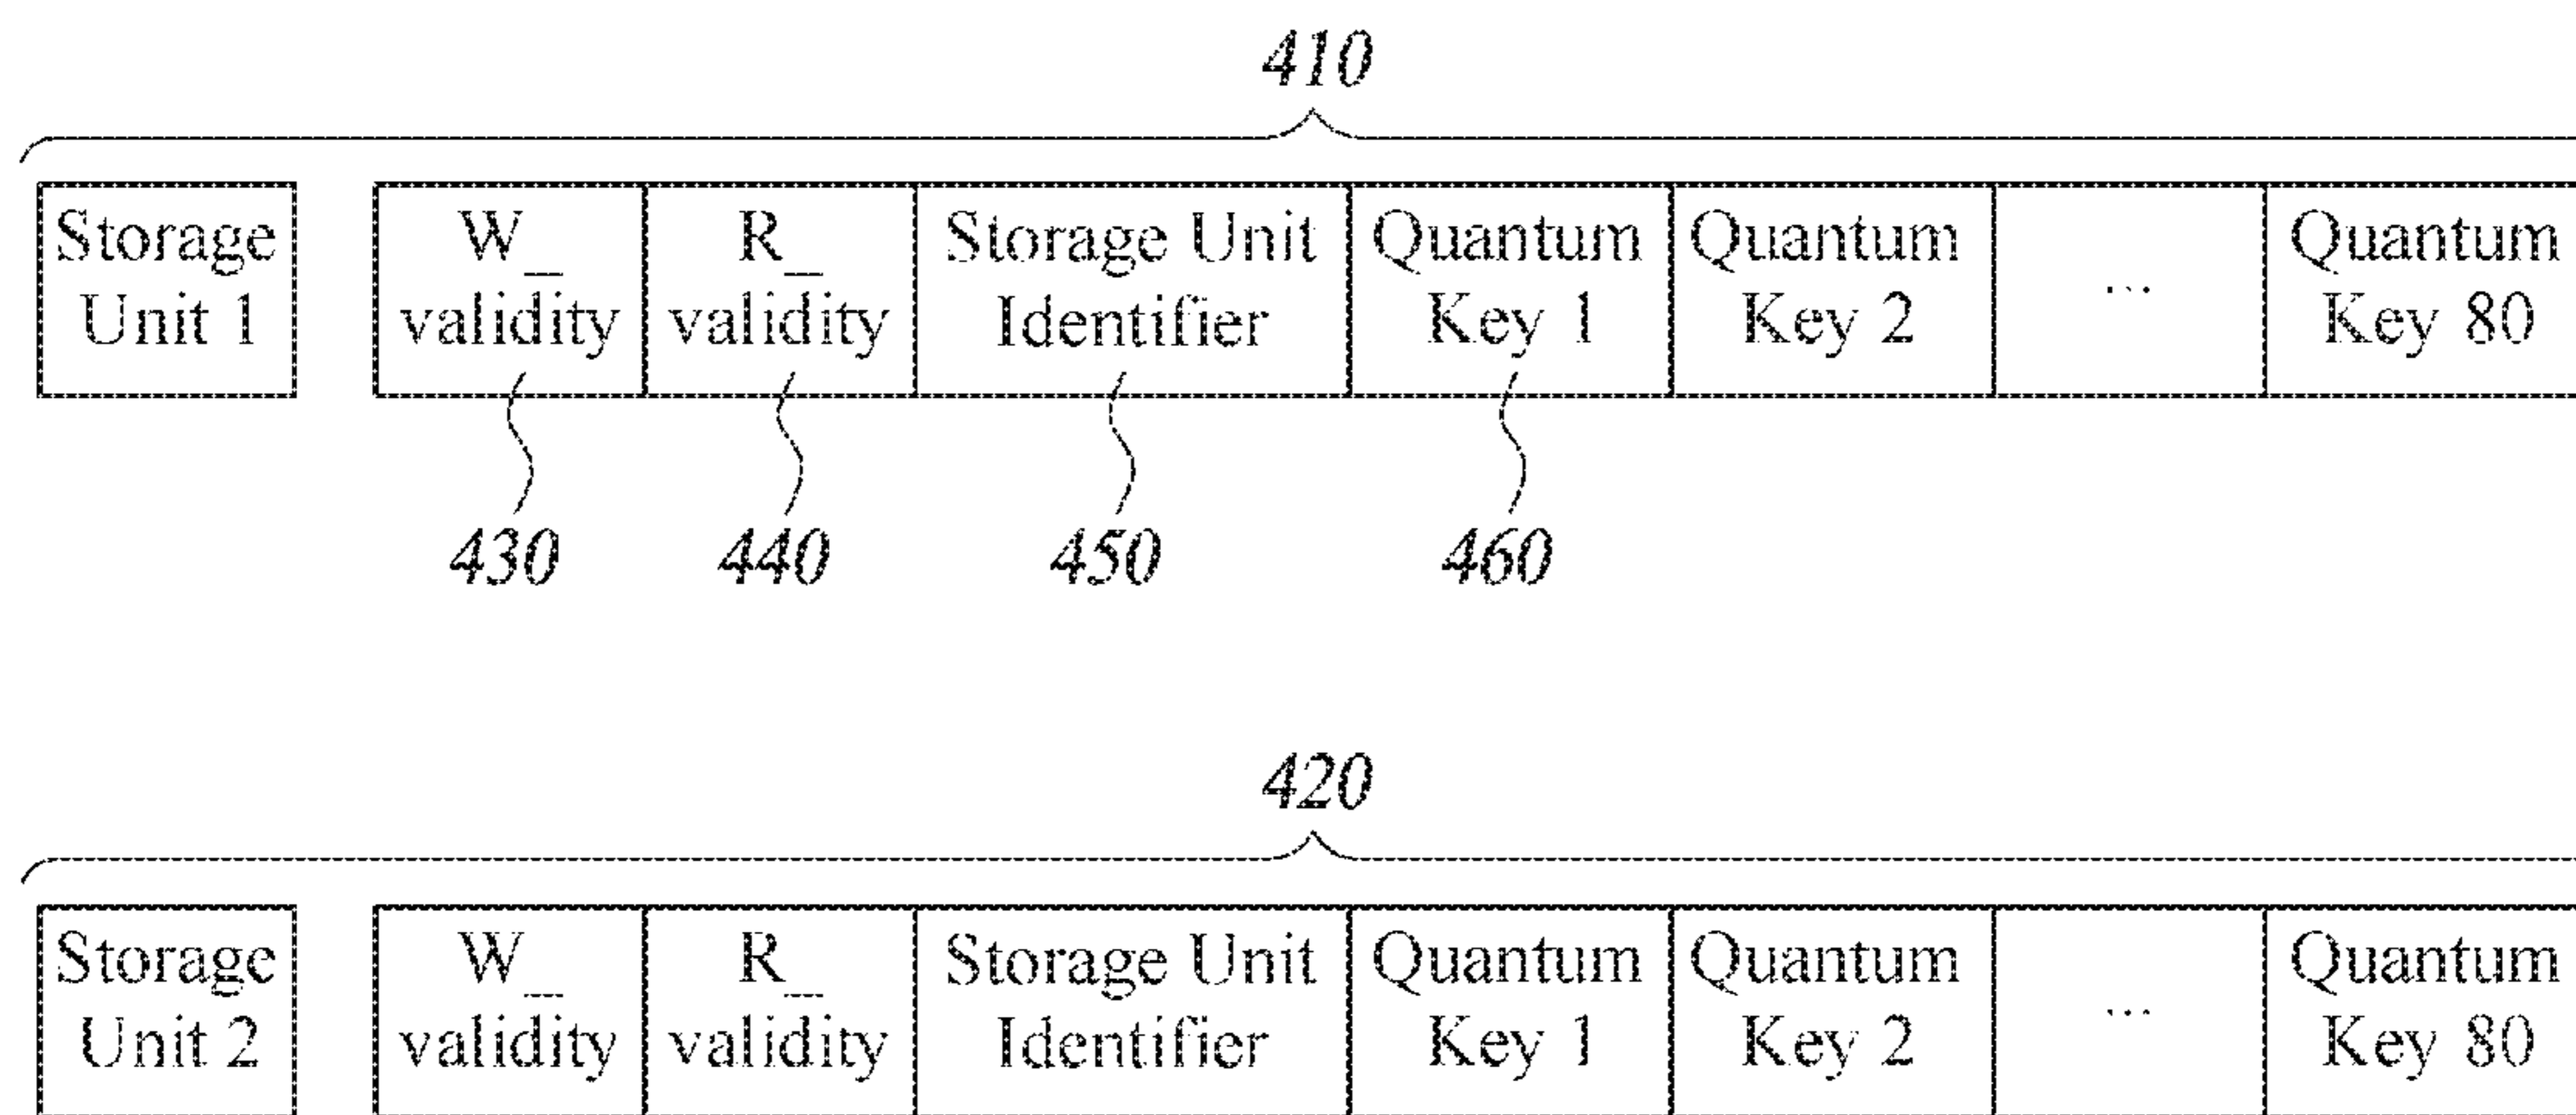 410
Storage Unit 1
W_ validity
R_ validity
Storage Unit Identifier
Quantum Key 1
Quantum Key 2
...
Quantum Key 80
430
440
450
460
420
Storage Unit 2
W_ validity
R_ validity
Storage Unit Identifier
Quantum Key 1
Quantum Key 2
...
Quantum Key 80